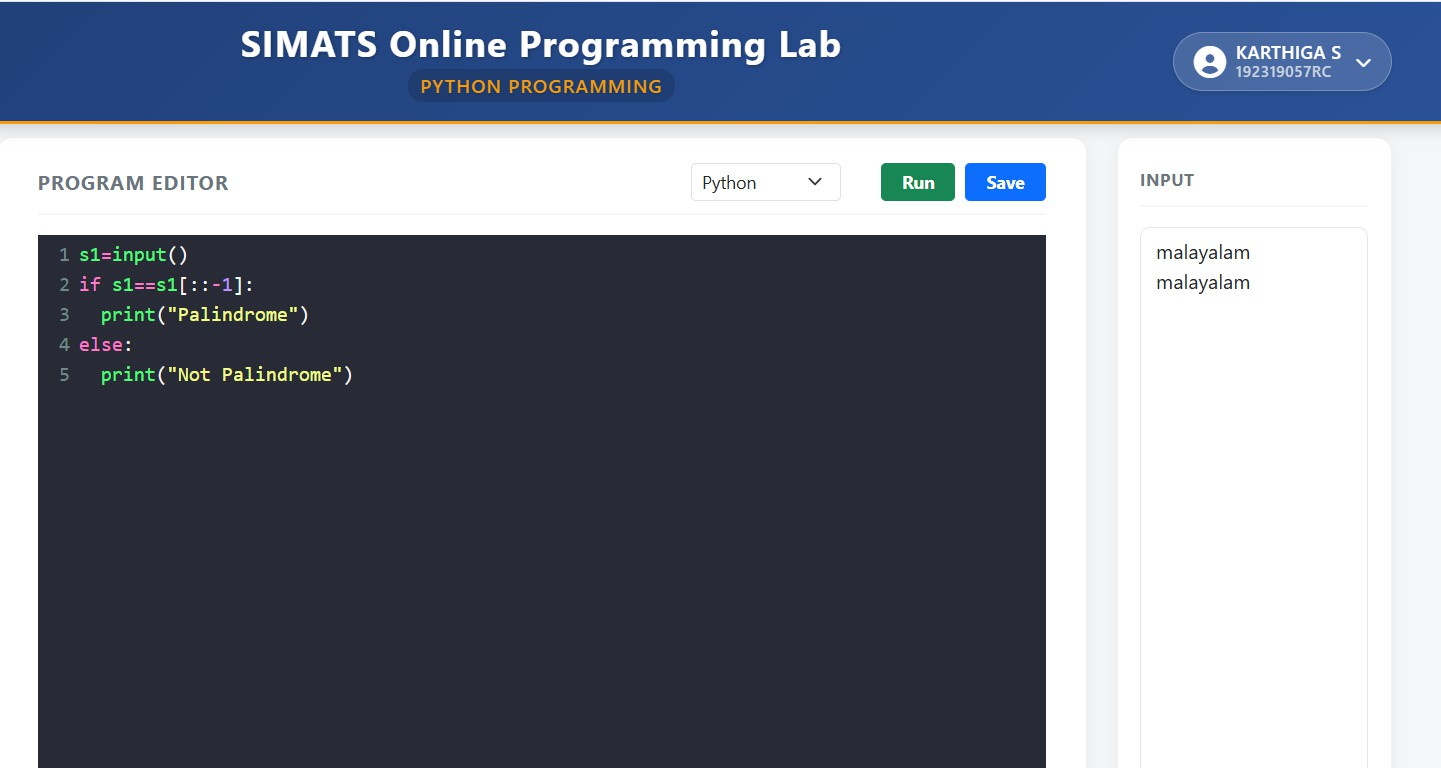 SIMATS Online Programming Lab
PYTHON PROGRAMMING
KARTHIGA S
192319057RC
PROGRAM EDITOR
Python
Run
Save
1 s1=input()
2 if s1==s1[::-1]:
3   print("Palindrome")
4 else:
5   print("Not Palindrome")
INPUT
malayalam
malayalam